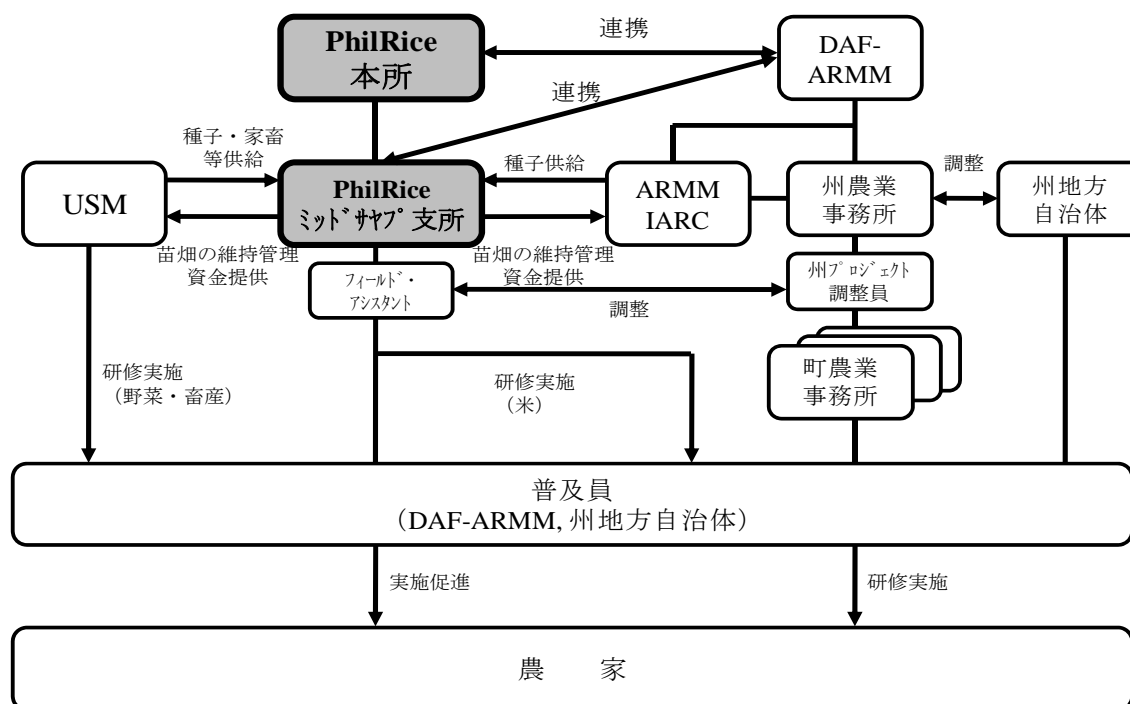 PhilRice
本所
連携
DAF-
ARMM
連携
種子・家畜
等供給
種子供給
調整
USM
PhilRice
ﾐｯﾄﾞｻﾔﾌﾟ支所
ARMM
IARC
州農業
事務所
州地方
自治体
苗畑の維持管理
資金提供
苗畑の維持管理
資金提供
ﾌｨｰﾙﾄﾞ・
ｱｼｽﾀﾝﾄ
調整
州ﾌﾟﾛｼﾞｪｸﾄ
調整員
町農業
事務所
研修実施
（野菜・畜産）
研修実施
（米）
普及員
（DAF-ARMM, 州地方自治体）
実施促進
研修実施
農　　家